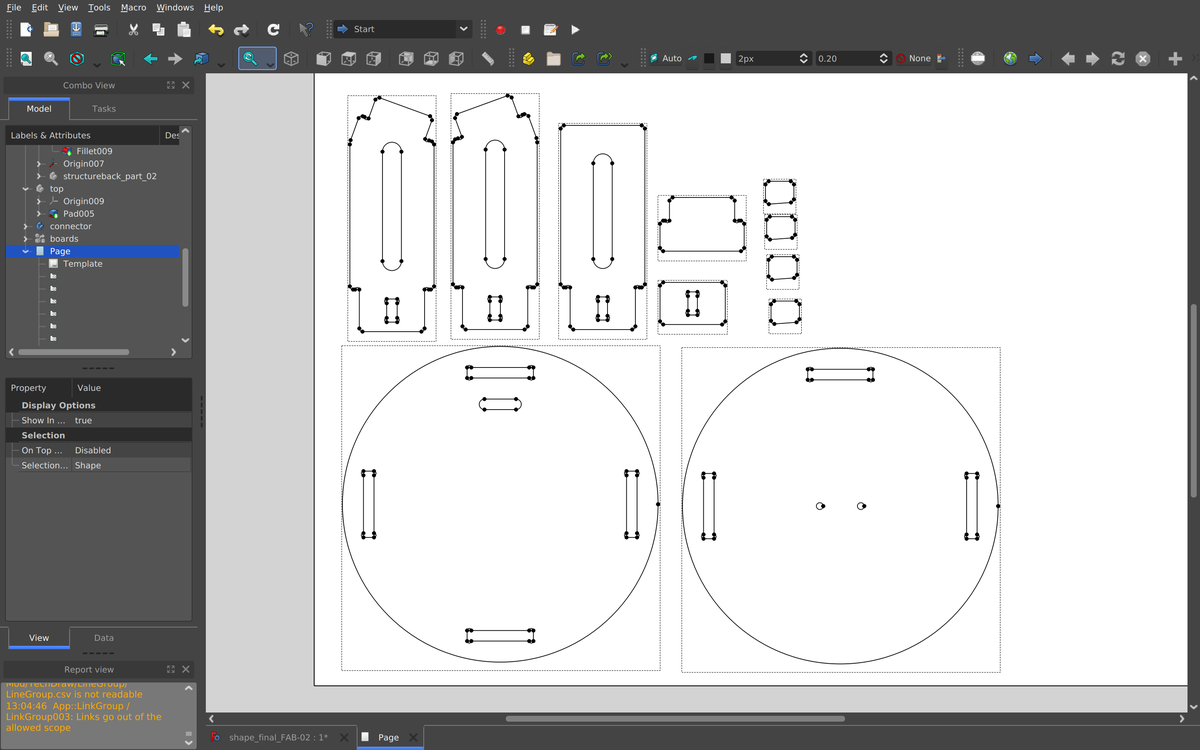 File Edit View Tools Macro Windows Help
Start
Auto 2px 0.20 None
Combo View
Model Tasks
Labels & Attributes Des
Fillet009
Origin007
structureback_part_02
top
Origin009
Pad005
connector
boards
Page
Template
Property Value
Display Options
Show In ... true
Selection
On Top ... Disabled
Selection... Shape
View Data
Report view
Mod/TechDraw/LineGroup/
LineGroup.csv is not readable
13:04:46 App::LinkGroup /
LinkGroup003: Links go out of the
allowed scope
shape_final_FAB-02 : 1* Page